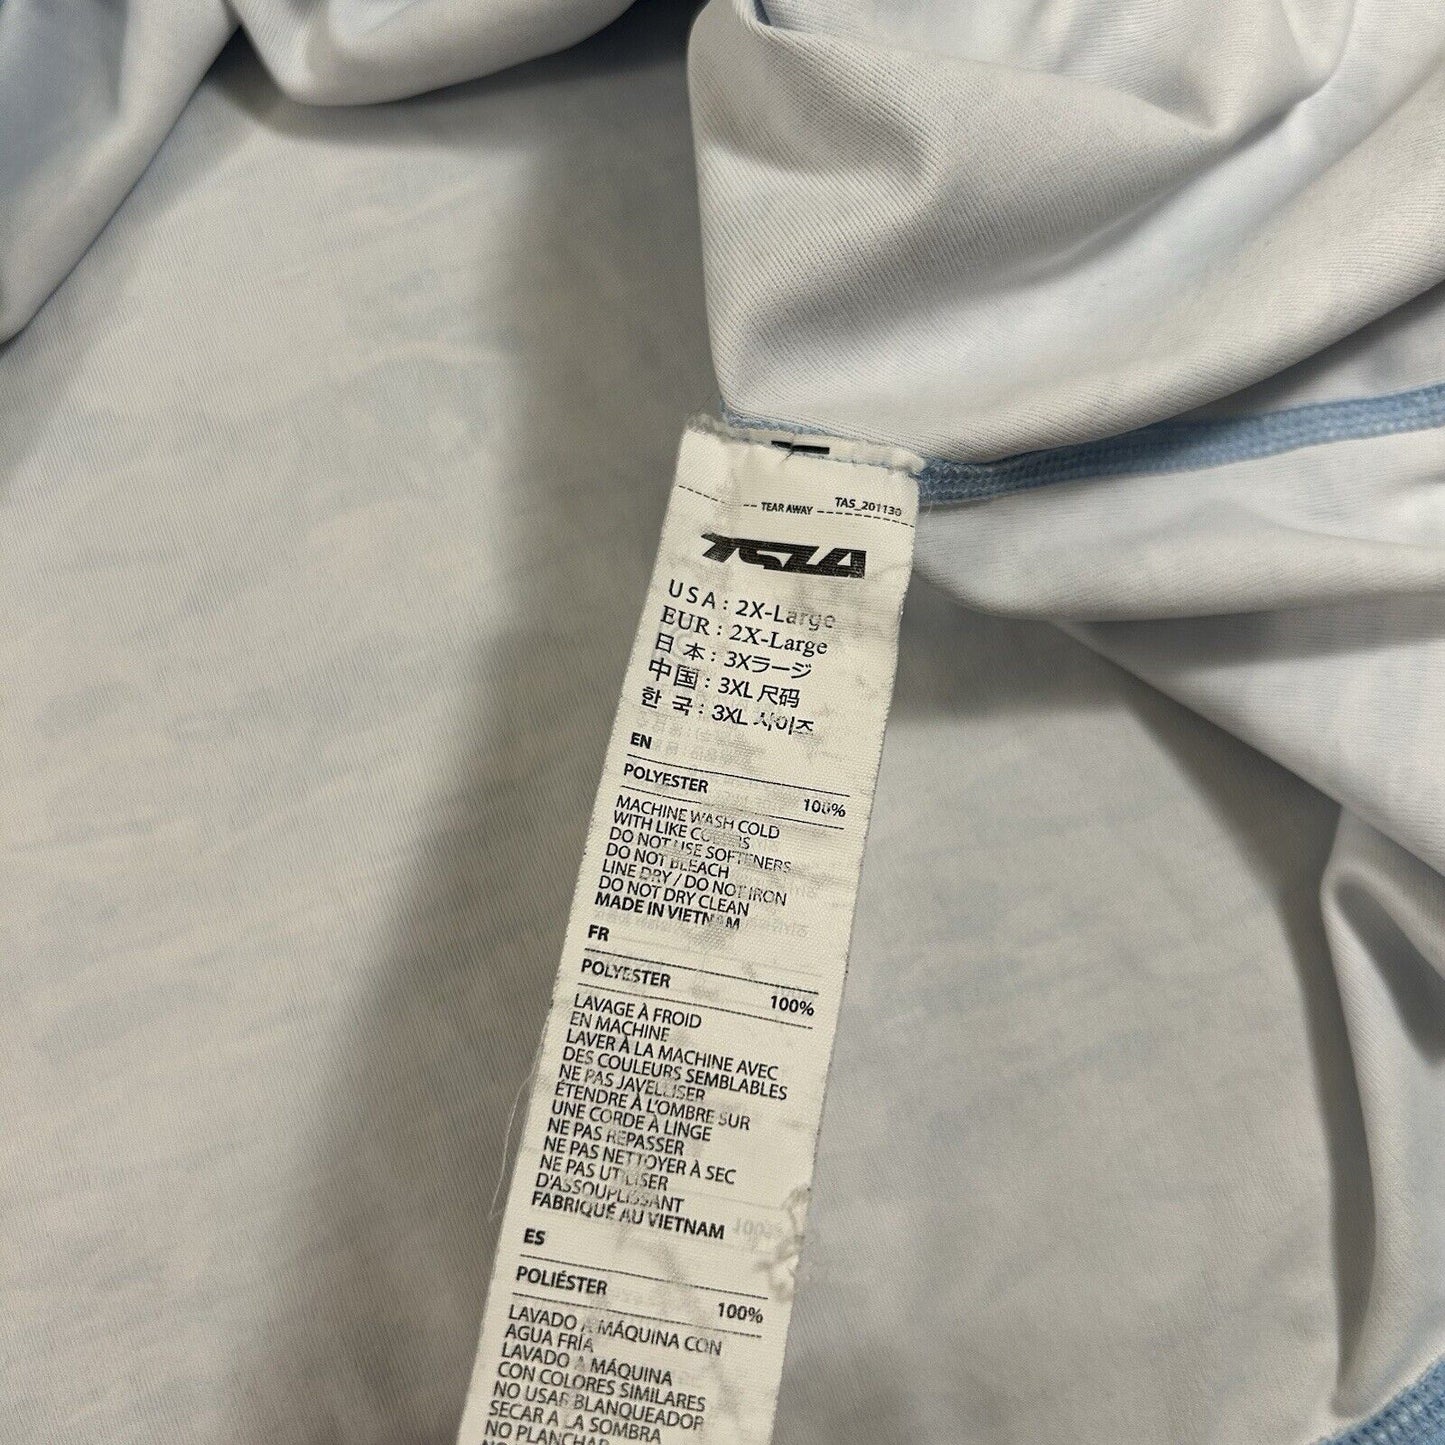 TEAR AWAY
TAS_201130
TSLA
USA : 2X-Large
EUR : 2X-Large
日 本 : 3Xラージ
中国 : 3XL 尺码
한 국 : 3XL 사이즈
EN
POLYESTER 100%
MACHINE WASH COLD
WITH LIKE COLORS
DO NOT USE SOFTENERS
DO NOT BLEACH
LINE DRY / DO NOT IRON
DO NOT DRY CLEAN
MADE IN VIETNAM
FR
POLYESTER 100%
LAVAGE À FROID
EN MACHINE
LAVER À LA MACHINE AVEC
DES COULEURS SEMBLABLES
NE PAS JAVELLISER
ÉTENDRE À L'OMBRE SUR
UNE CORDE À LINGE
NE PAS REPASSER
NE PAS NETTOYER À SEC
NE PAS UTILISER
D'ASSOUPLISSANT
FABRIQUÉ AU VIETNAM
ES
POLIÉSTER 100%
LAVADO A MÁQUINA CON
AGUA FRÍA
LAVADO A MÁQUINA
CON COLORES SIMILARES
NO USAR BLANQUEADOR
SECAR A LA SOMBRA
NO PLANCHAR